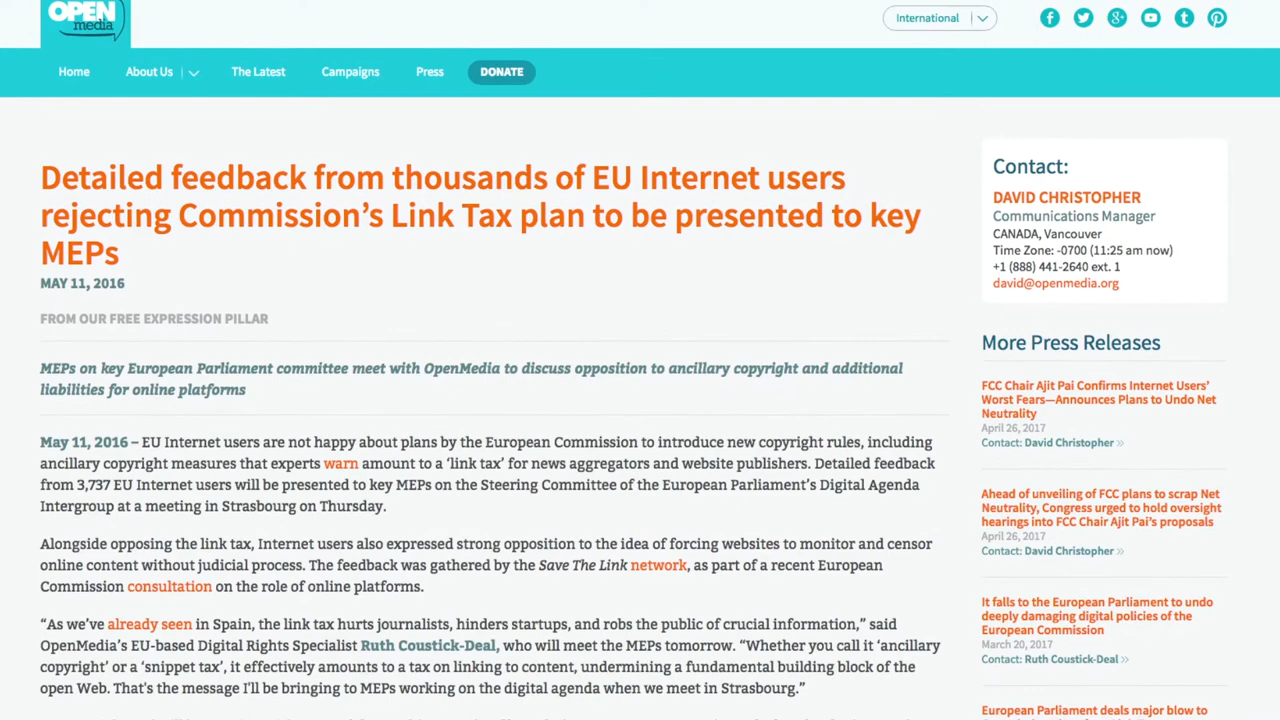 OPEN
media
International
Home
About Us
The Latest
Campaigns
Press
DONATE
Detailed feedback from thousands of EU Internet users
rejecting Commission’s Link Tax plan to be presented to key
MEPs
MAY 11, 2016
FROM OUR FREE EXPRESSION PILLAR
MEPs on key European Parliament committee meet with OpenMedia to discuss opposition to ancillary copyright and additional
liabilities for online platforms
May 11, 2016 – EU Internet users are not happy about plans by the European Commission to introduce new copyright rules, including
ancillary copyright measures that experts warn amount to a ‘link tax’ for news aggregators and website publishers. Detailed feedback
from 3,737 EU Internet users will be presented to key MEPs on the Steering Committee of the European Parliament’s Digital Agenda
Intergroup at a meeting in Strasbourg on Thursday.
Alongside opposing the link tax, Internet users also expressed strong opposition to the idea of forcing websites to monitor and censor
online content without judicial process. The feedback was gathered by the Save The Link network, as part of a recent European
Commission consultation on the role of online platforms.
“As we’ve already seen in Spain, the link tax hurts journalists, hinders startups, and robs the public of crucial information,” said
OpenMedia’s EU-based Digital Rights Specialist Ruth Coustick-Deal, who will meet the MEPs tomorrow. “Whether you call it ‘ancillary
copyright’ or a ‘snippet tax’, it effectively amounts to a tax on linking to content, undermining a fundamental building block of the
open Web. That's the message I'll be bringing to MEPs working on the digital agenda when we meet in Strasbourg.”
Contact:
DAVID CHRISTOPHER
Communications Manager
CANADA, Vancouver
Time Zone: -0700 (11:25 am now)
+1 (888) 441-2640 ext. 1
david@openmedia.org
More Press Releases
FCC Chair Ajit Pai Confirms Internet Users’
Worst Fears—Announces Plans to Undo Net
Neutrality
April 26, 2017
Contact: David Christopher »
Ahead of unveiling of FCC plans to scrap Net
Neutrality, Congress urged to hold oversight
hearings into FCC Chair Ajit Pai’s proposals
April 26, 2017
Contact: David Christopher »
It falls to the European Parliament to undo
deeply damaging digital policies of the
European Commission
March 20, 2017
Contact: Ruth Coustick-Deal »
European Parliament deals major blow to